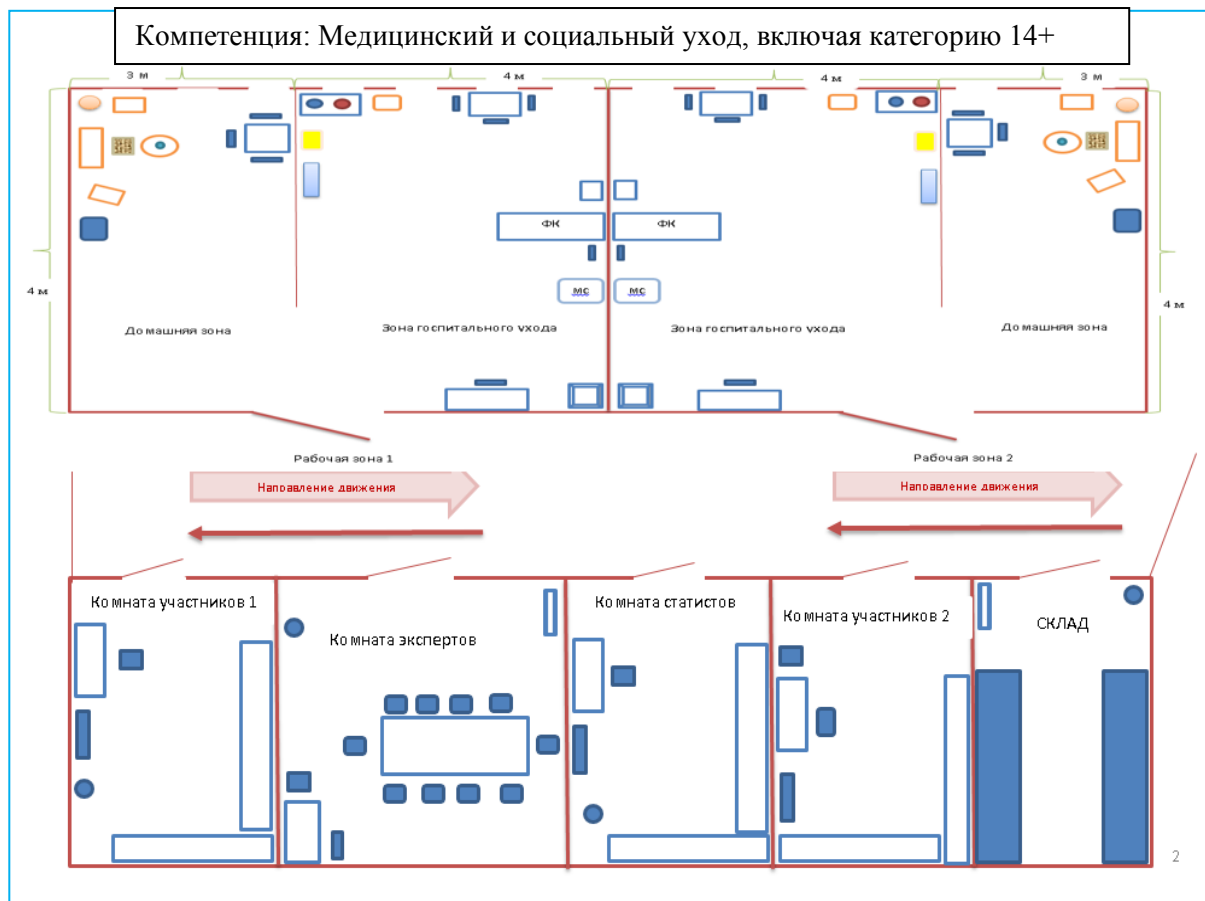 Компетенция: Медицинский и социальный уход, включая категорию 14+
3 м
4 м
4 м
3 м
ФК
ФК
4 м
мс
мс
4 м
Домашняя зона
Зона госпитального ухода
Зона госпитального ухода
Домашняя зона
Рабочая зона 1
Рабочая зона 2
Направление движения
Направление движения
Комната участников 1
Комната экспертов
Комната статистов
Комната участников 2
СКЛАД
2